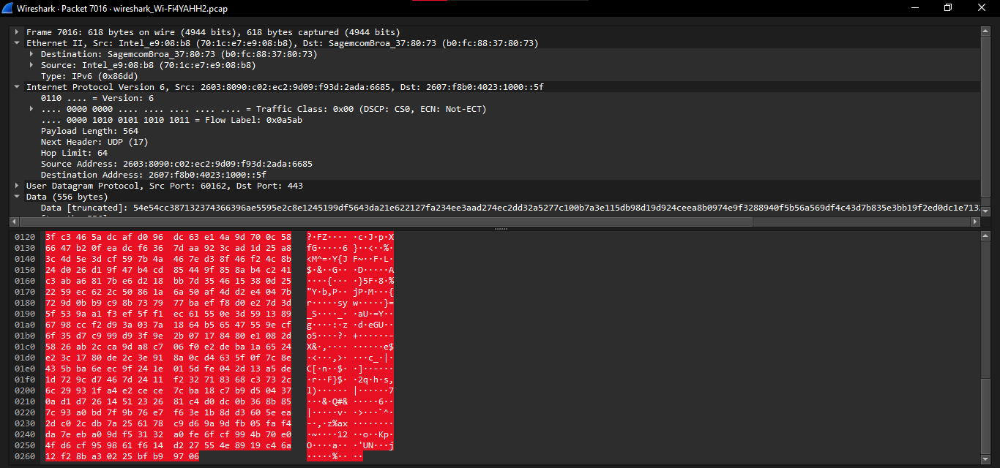 Wireshark · Packet 7016 · wireshark_Wi-Fi4YAHH2.pcap
Frame 7016: 618 bytes on wire (4944 bits), 618 bytes captured (4944 bits)
Ethernet II, Src: Intel_e9:08:b8 (70:1c:e7:e9:08:b8), Dst: SagemcomBroa_37:80:73 (b0:fc:88:37:80:73)
Destination: SagemcomBroa_37:80:73 (b0:fc:88:37:80:73)
Source: Intel_e9:08:b8 (70:1c:e7:e9:08:b8)
Type: IPv6 (0x86dd)
Internet Protocol Version 6, Src: 2603:8090:c02:ec2:9d09:f93d:2ada:6685, Dst: 2607:f8b0:4023:1000::5f
0110 .... = Version: 6
.... 0000 0000 .... .... .... .... .... = Traffic Class: 0x00 (DSCP: CS0, ECN: Not-ECT)
.... 0000 1010 0101 1010 1011 = Flow Label: 0x0a5ab
Payload Length: 564
Next Header: UDP (17)
Hop Limit: 64
Source Address: 2603:8090:c02:ec2:9d09:f93d:2ada:6685
Destination Address: 2607:f8b0:4023:1000::5f
User Datagram Protocol, Src Port: 60162, Dst Port: 443
Data (556 bytes)
Data [truncated]: 54e54cc387132374366396ae5595e2c8e1245199df5643da21e622127fa234ee3aad274ec2dd32a5277c100b7a3e115db98d19d924ceea8b0974e9f3288940f5b56a569df4c43d7b835e3bb19f2ed0dc1e713
0120 3f c3 46 5a dc af d0 96 dc 63 e1 4a 9d 70 0c 58 ?·FZ···· ·c·J·p·X
0130 66 47 b2 0f ea dc f6 36 7d aa 92 3c ad 1d 25 a8 fG·····6 }··<··%·
0140 3c 4d 5e 3d cf 59 7b 4a 46 7e d3 8f 46 f2 4c 8b <M^=·Y{J F~··F·L·
0150 24 d0 26 d1 9f 47 b4 cd 85 44 9f 85 8a b4 c2 41 $·&··G·· ·D·····A
0160 c3 ab a6 81 7b e6 d2 18 bb 7d 35 46 15 38 0d 25 ····{··· ·}5F·8·%
0170 22 59 ec 62 2c 50 86 1a 6a 50 af 4d d2 e4 04 7b "Y·b,P·· jP·M···{
0180 72 9d 0b b9 c9 8b 73 79 77 ba ef f8 d0 e2 7d 3d r·····sy w·····}=
0190 5f 53 9a a1 f3 ef 5f f1 ec 61 55 0e 3d 59 13 89 _S····_· ·aU·=Y··
01a0 67 98 cc f2 d9 3a 03 7a 18 64 b5 65 47 55 9e cf g····:·z ·d·eGU··
01b0 6f 35 d7 c9 99 d3 3f 9e 2b 07 17 84 80 e1 08 2d o5····?· +······-
01c0 58 26 ab 2c ca 9d a8 c7 06 f0 e2 de ba 1a 65 24 X&·,···· ······e$
01d0 e2 3c 17 80 de 2c 3e 91 8a 0c d4 63 5f 0f 7c 8e ·<···,>· ···c_·|·
01e0 43 5b ba 6e ec 9f 24 1e 01 5d fe 04 2d 13 a5 de C[·n··$· ·]··-···
01f0 1d 72 9c d7 46 7d 24 11 f2 32 71 83 68 c3 73 2c ·r··F}$· ·2q·h·s,
0200 6c 29 93 1f a4 e2 ce ce 7c ba 18 c7 b9 d5 04 37 l)······ |······7
0210 0a d1 d7 26 14 51 23 26 81 c4 d0 dc 0b 36 8b 85 ···&·Q#& ·····6··
0220 7c 93 a0 bd 7f 9b 76 e7 f6 3e 1b 8d d3 60 5e ea |·····v· ·>···`^·
0230 2d c0 2c db 7a 25 61 78 c9 d6 9a 9d fb 05 fa f4 -·,·z%ax ········
0240 da 7e eb a0 9d f5 31 32 a0 fe 6f cf 99 4b 70 e0 ·~····12 ··o··Kp·
0250 4f d6 cf 95 98 61 f6 14 d2 27 55 4e 89 19 c4 6a O····a·· ·'UN···j
0260 12 f2 8b a3 02 25 bf b9 97 06 ·····%·· ··